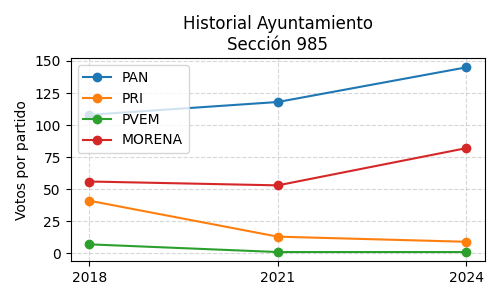 Historial Ayuntamiento
Sección 985
Votos por partido
150
125
100
75
50
25
0
PAN
PRI
PVEM
MORENA
2018
2021
2024